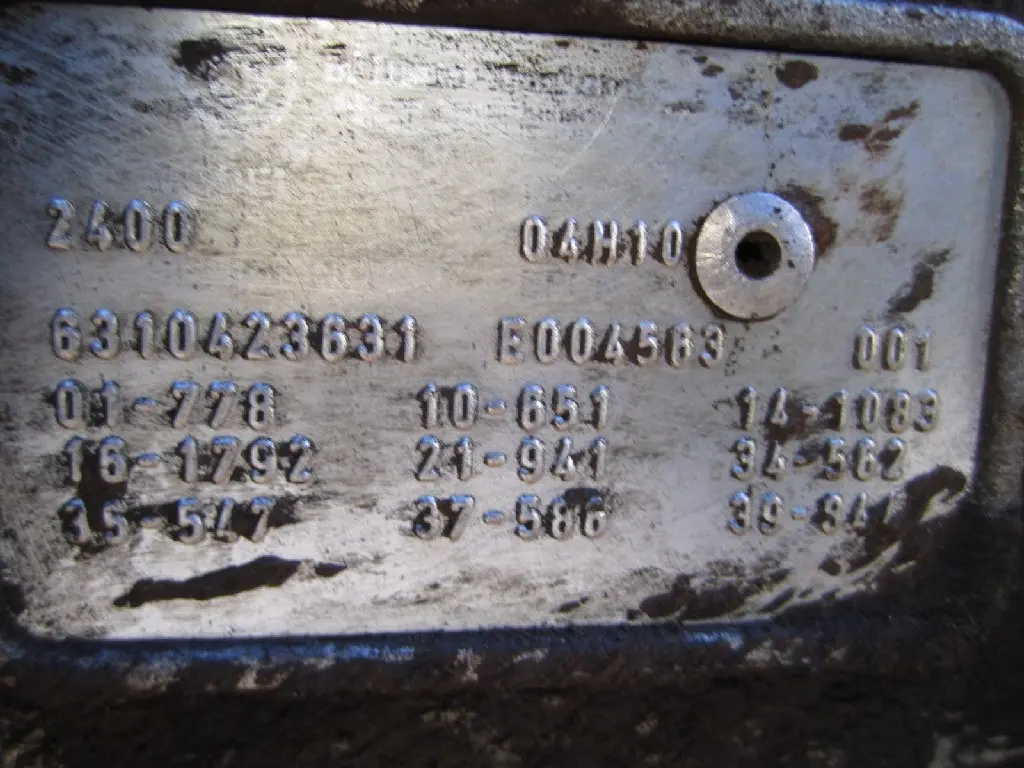 2400 04H10
6310423631 E004563 001
01-778 10-651 14-1083
16-1792 21-941 34-562
35-547 37-586